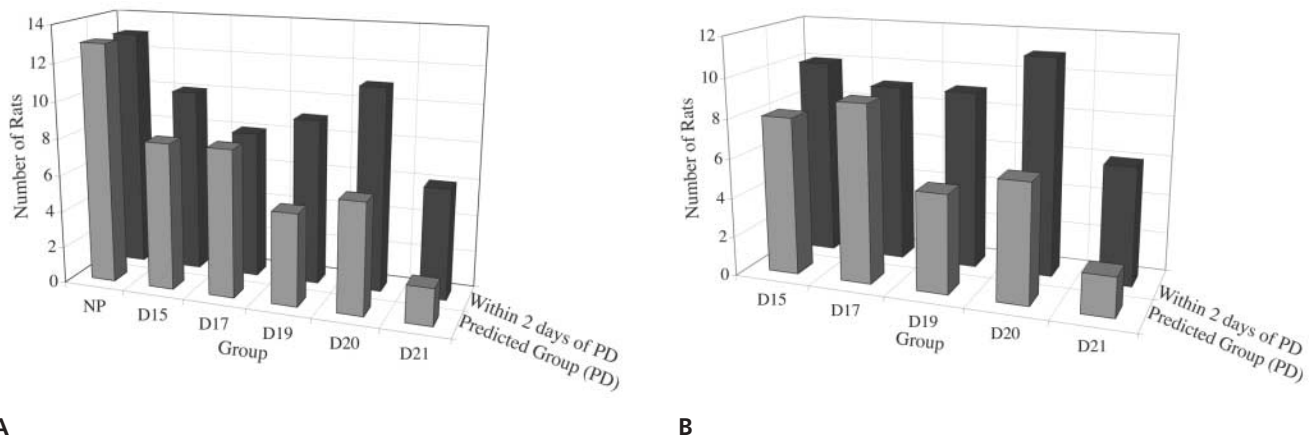 14
12
10
8
6
4
2
0
Number of Rats
NP
D15
D17
D19
D20
D21
Group
Within 2 days of PD
Predicted Group (PD)
A
12
10
8
6
4
2
0
Number of Rats
D15
D17
D19
D20
D21
Group
Within 2 days of PD
Predicted Group (PD)
B